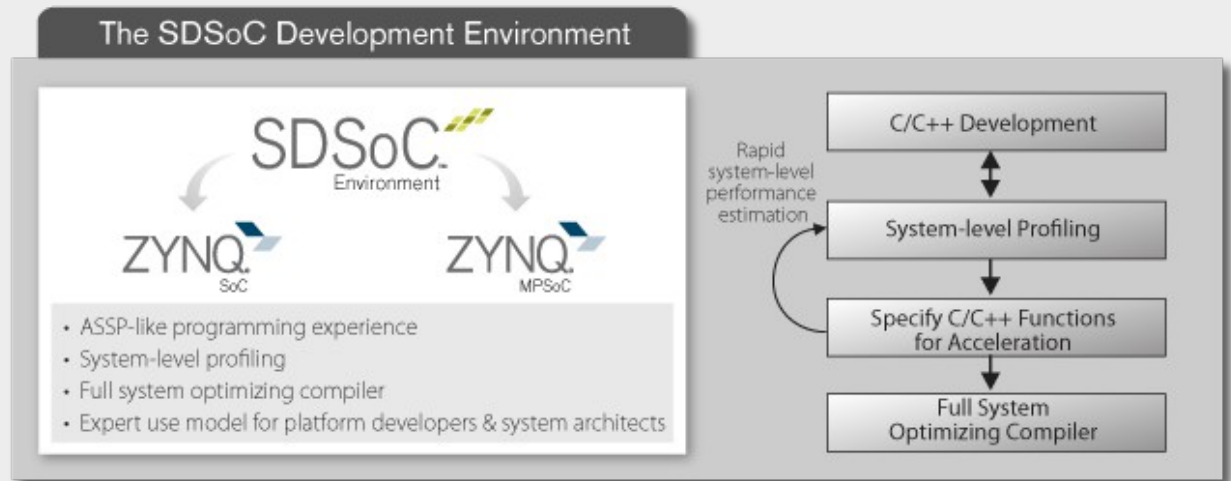 The SDSoC Development Environment
SDSoC™
Environment
ZYNQ®
SoC
ZYNQ®
MPSoC
• ASSP-like programming experience
• System-level profiling
• Full system optimizing compiler
• Expert use model for platform developers & system architects
Rapid
system-level
performance
estimation
C/C++ Development
System-level Profiling
Specify C/C++ Functions
for Acceleration
Full System
Optimizing Compiler